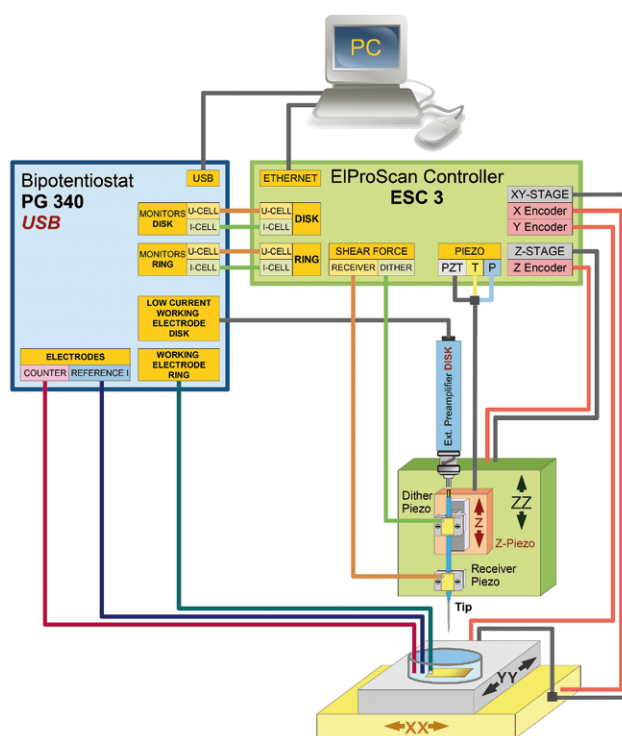 PC
Bipotentiostat
PG 340
USB
USB
MONITORS
DISK
U-CELL
I-CELL
MONITORS
RING
U-CELL
I-CELL
LOW CURRENT
WORKING
ELECTRODE
DISK
ELECTRODES
COUNTER
REFERENCE I
WORKING
ELECTRODE
RING
ETHERNET
ElProScan Controller
ESC 3
U-CELL
I-CELL
DISK
U-CELL
I-CELL
RING
SHEAR FORCE
RECEIVER
DITHER
PIEZO
PZT
T
P
XY-STAGE
X Encoder
Y Encoder
Z-STAGE
Z Encoder
Ext. Preamplifier DISK
Dither
Piezo
Z
ZZ
Z-Piezo
Receiver
Piezo
Tip
YY
XX